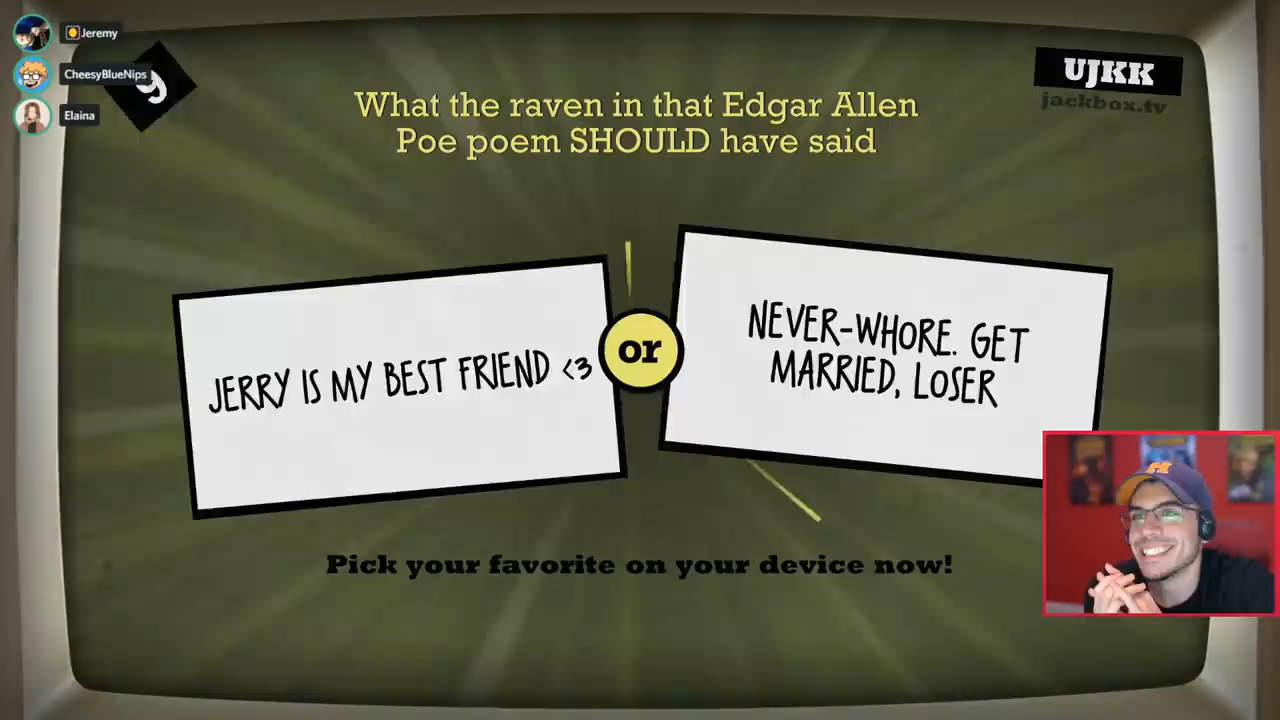 Jeremy
CheesyBlueNips
Elaina
9
UJKK
jackbox.tv
What the raven in that Edgar Allen
Poe poem SHOULD have said
JERRY IS MY BEST FRIEND <3
or
NEVER-WHORE. GET
MARRIED, LOSER
Pick your favorite on your device now!
H